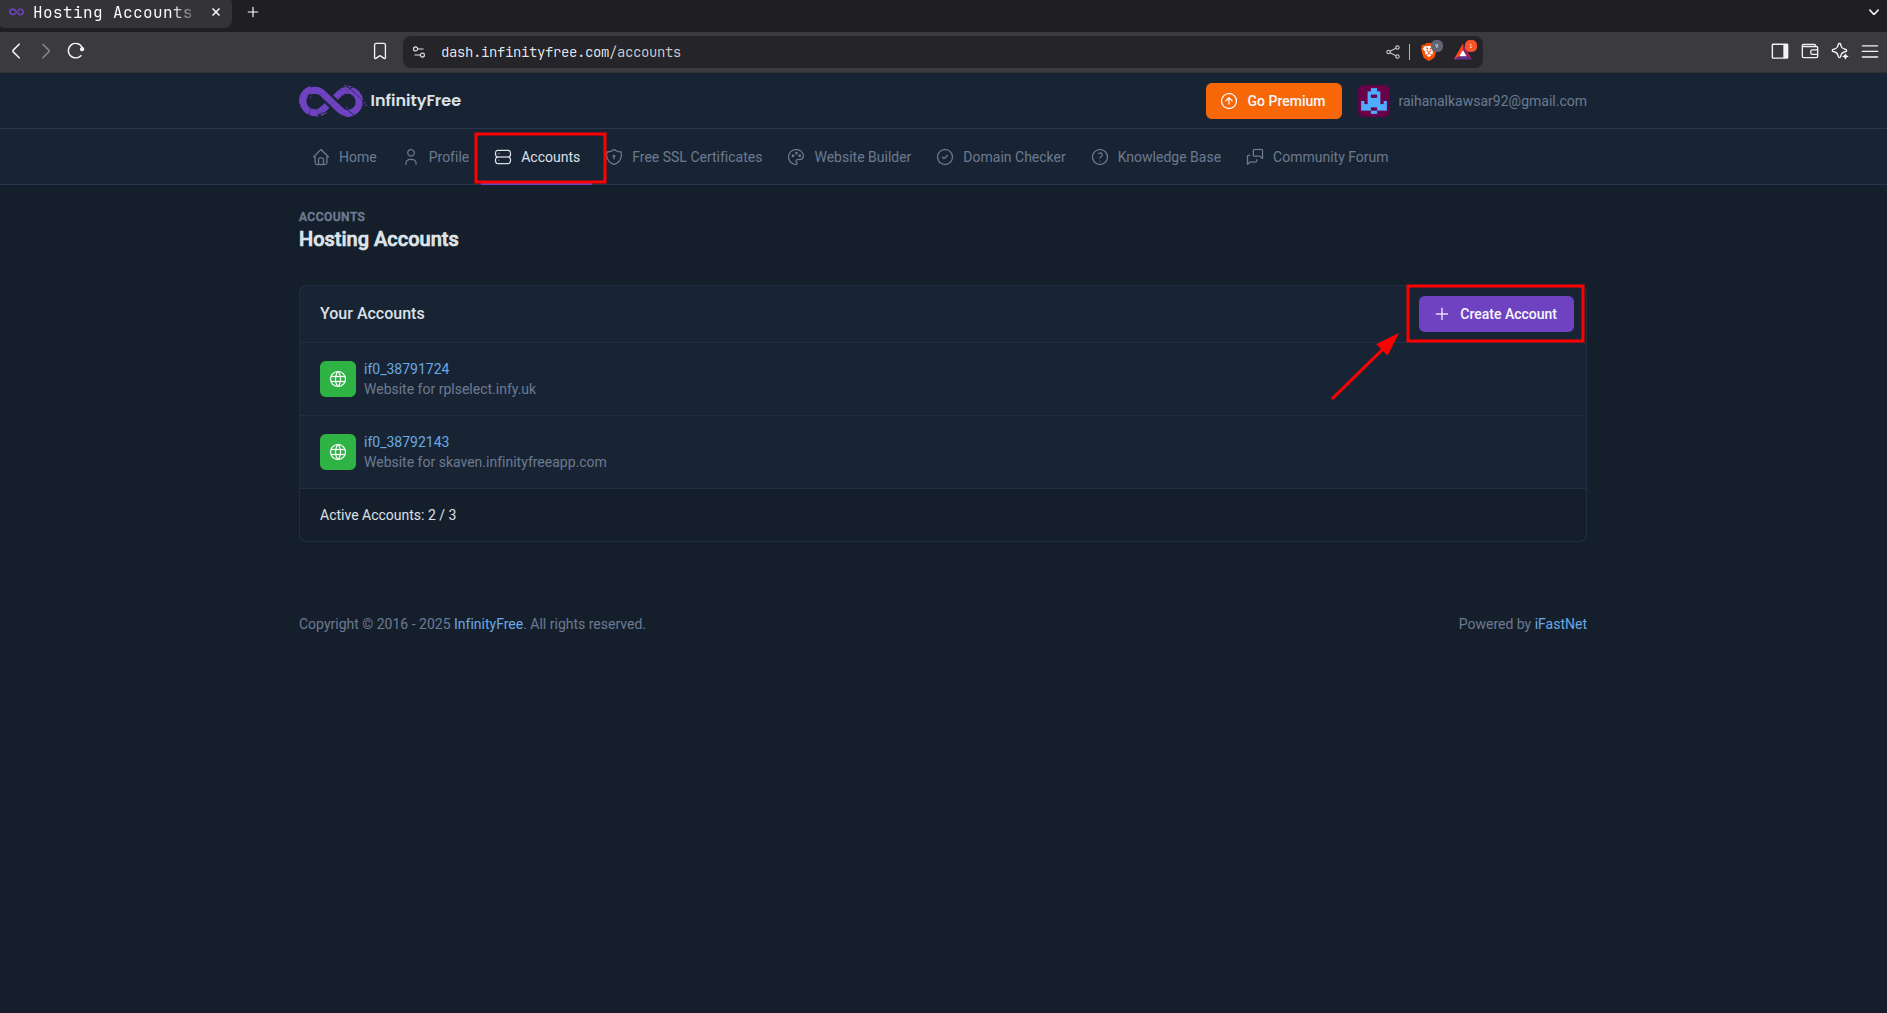 Hosting Accounts
dash.infinityfree.com/accounts
InfinityFree
Go Premium
raihanalkawsar92@gmail.com
Home Profile Accounts Free SSL Certificates Website Builder Domain Checker Knowledge Base Community Forum
ACCOUNTS
Hosting Accounts
Your Accounts
Create Account
if0_38791724
Website for rplselect.infy.uk
if0_38792143
Website for skaven.infinityfreeapp.com
Active Accounts: 2 / 3
Copyright © 2016 - 2025 InfinityFree. All rights reserved.
Powered by iFastNet